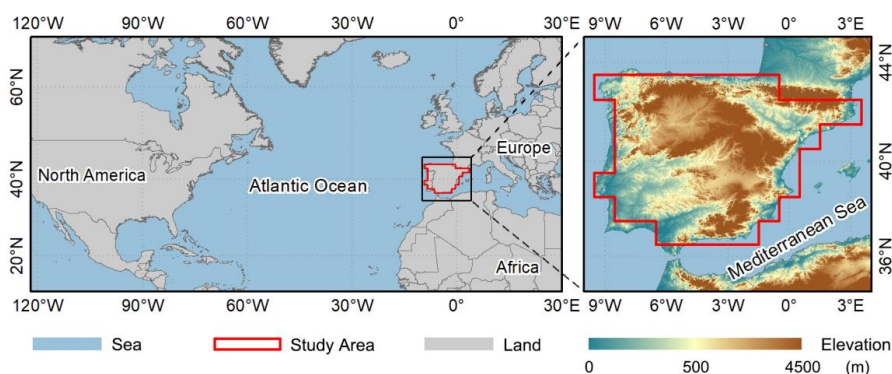 120°W 90°W 60°W 30°W 0° 30°E
9°W 6°W 3°W 0° 3°E
60°N
40°N
20°N
44°N
40°N
36°N
North America
Atlantic Ocean
Europe
Africa
Mediterranean Sea
120°W 90°W 60°W 30°W 0° 30°E
9°W 6°W 3°W 0° 3°E
Sea
Study Area
Land
Elevation
0 500 4500 (m)